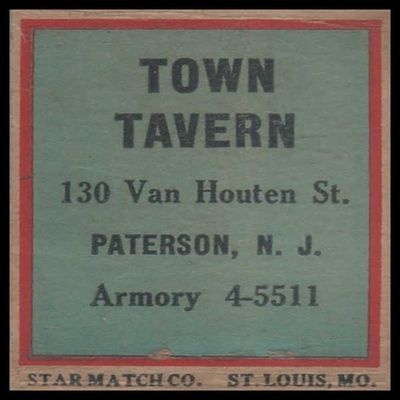 TOWN
TAVERN
130 Van Houten St.
PATERSON, N. J.
Armory 4-5511
STAR MATCH CO. ST. LOUIS, MO.